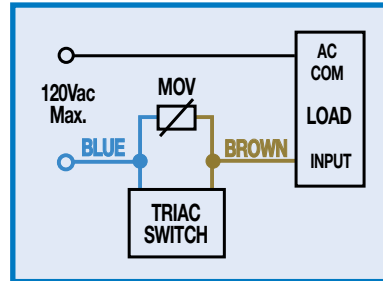 120Vac
Max.
BLUE
MOV
BROWN
TRIAC
SWITCH
AC
COM
LOAD
INPUT